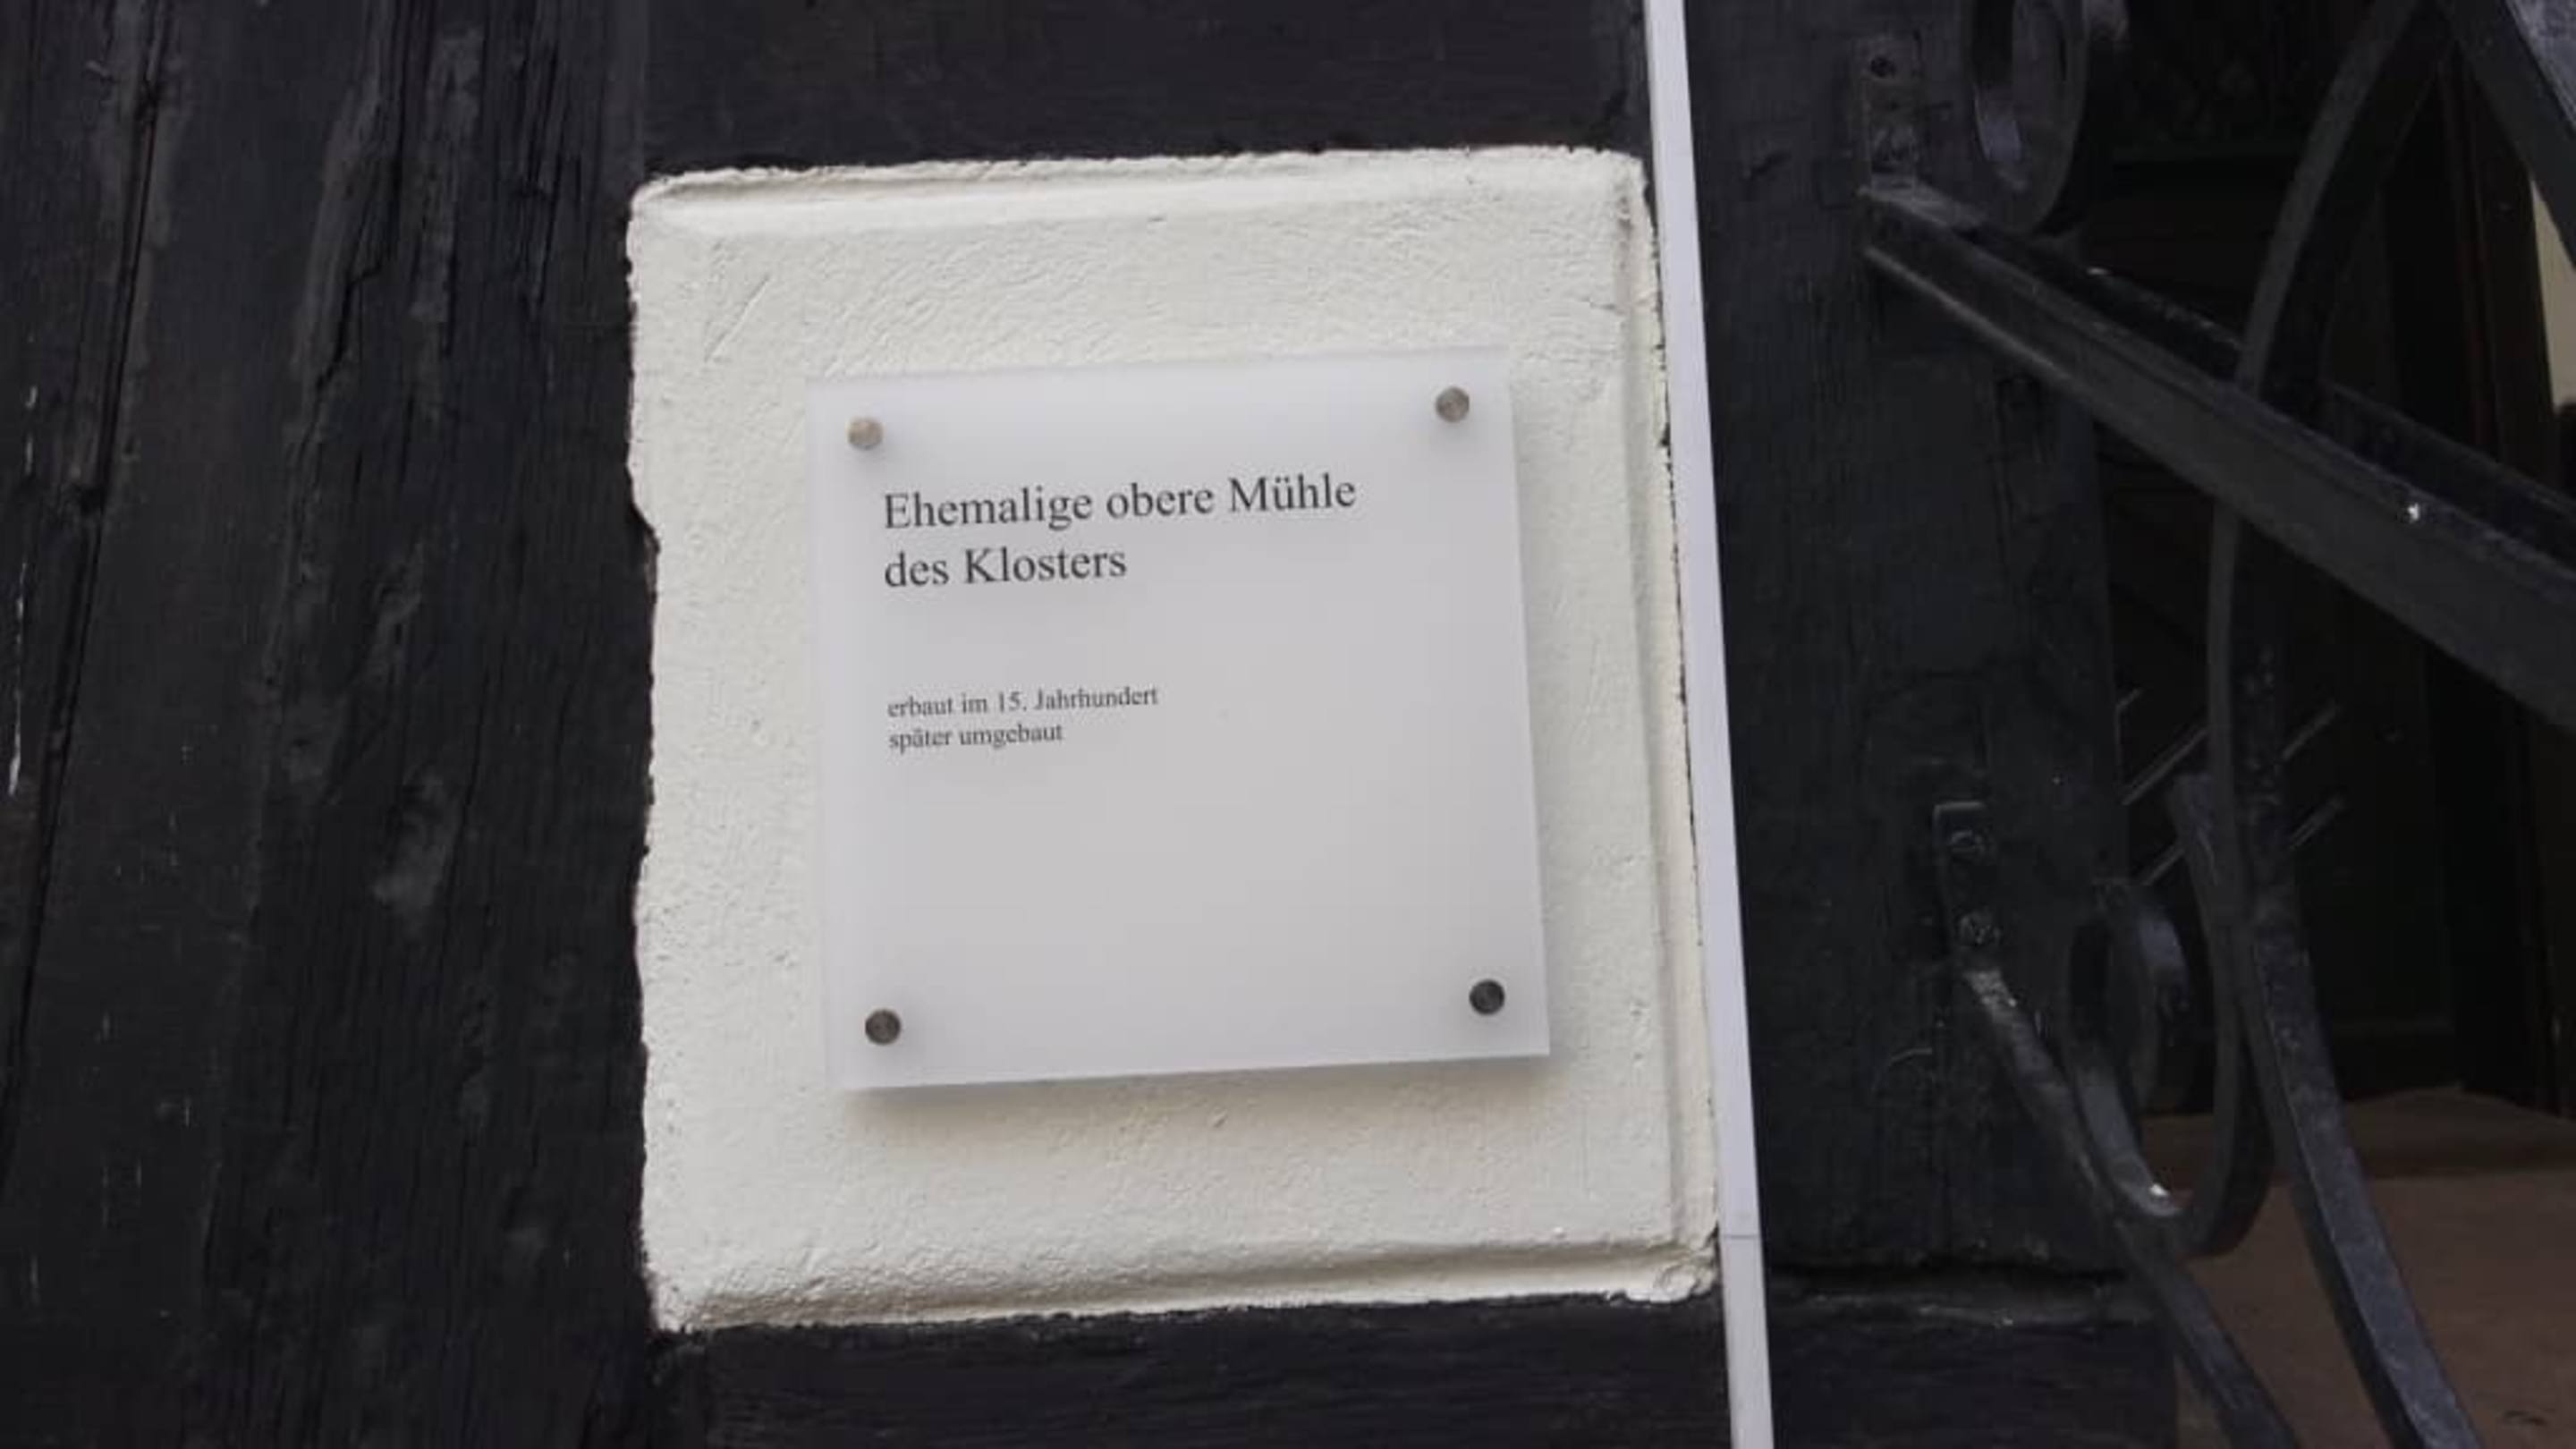 Ehemalige obere Mühle
des Klosters
erbaut im 15. Jahrhundert
später umgebaut